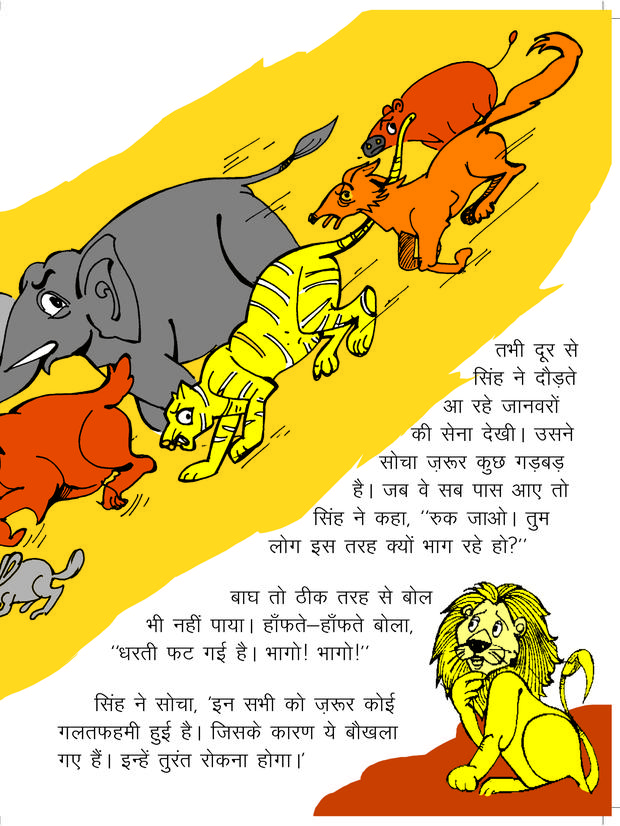 तभी दूर से
सिंह ने दौड़ते
आ रहे जानवरों
की सेना देखी। उसने
सोचा ज़रूर कुछ गड़बड़
है। जब वे सब पास आए तो
सिंह ने कहा, ‘‘रुक जाओ। तुम
लोग इस तरह क्यों भाग रहे हो?’’
बाघ तो ठीक तरह से बोल
भी नहीं पाया। हाँफते–हाँफते बोला,
‘‘धरती फट गई है। भागो! भागो!’’
सिंह ने सोचा, ‘इन सभी को ज़रूर कोई
गलतफहमी हुई है। जिसके कारण ये बौखला
गए हैं। इन्हें तुरंत रोकना होगा।’